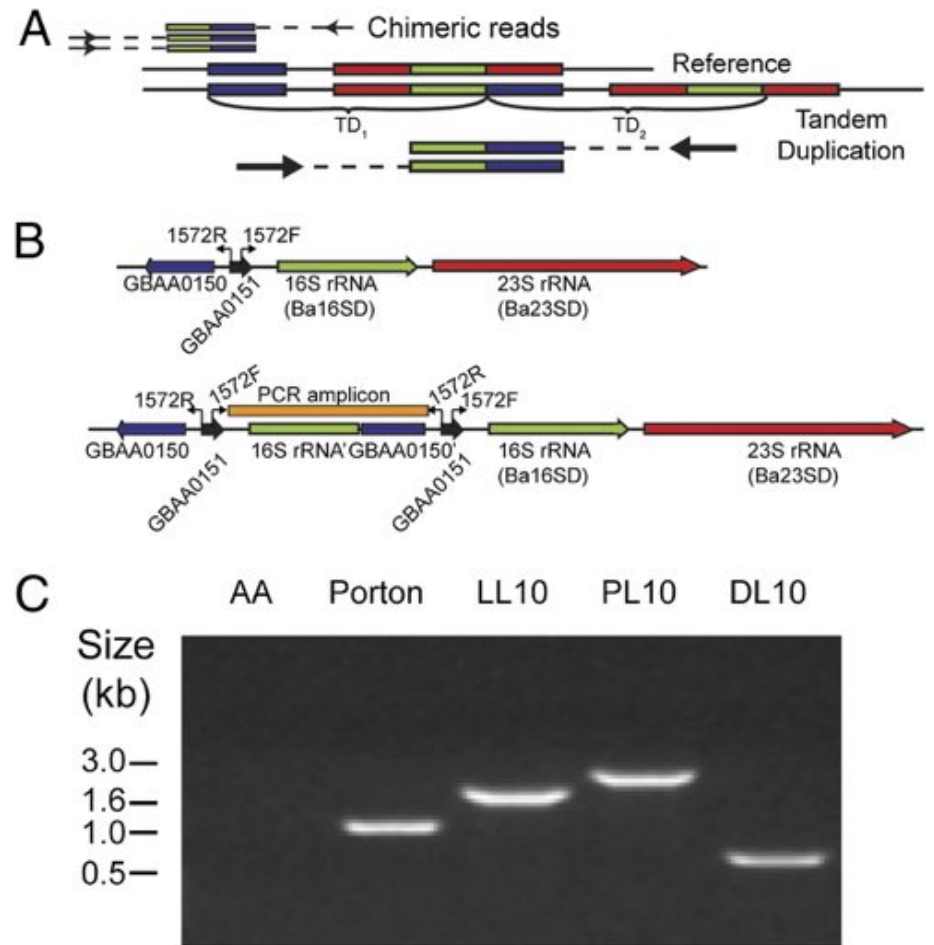 A
Chimeric reads
Reference
TD1
TD2
Tandem
Duplication
B
1572R 1572F
GBAA0150
GBAA0151
16S rRNA
(Ba16SD)
23S rRNA
(Ba23SD)
1572R 1572F PCR amplicon 1572R 1572F
GBAA0150
GBAA0151
16S rRNA' GBAA0150'
GBAA0151
16S rRNA
(Ba16SD)
23S rRNA
(Ba23SD)
C
AA Porton LL10 PL10 DL10
Size
(kb)
3.0
1.6
1.0
0.5